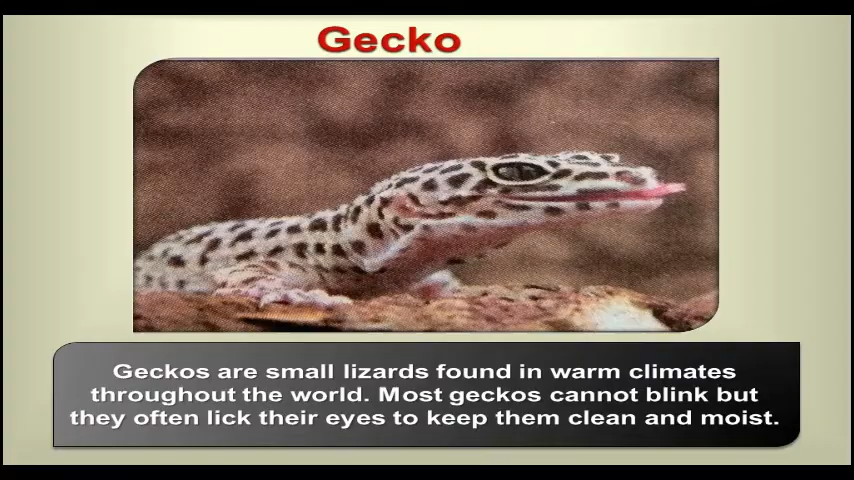 Gecko
Geckos are small lizards found in warm climates
throughout the world. Most geckos cannot blink but
they often lick their eyes to keep them clean and moist.